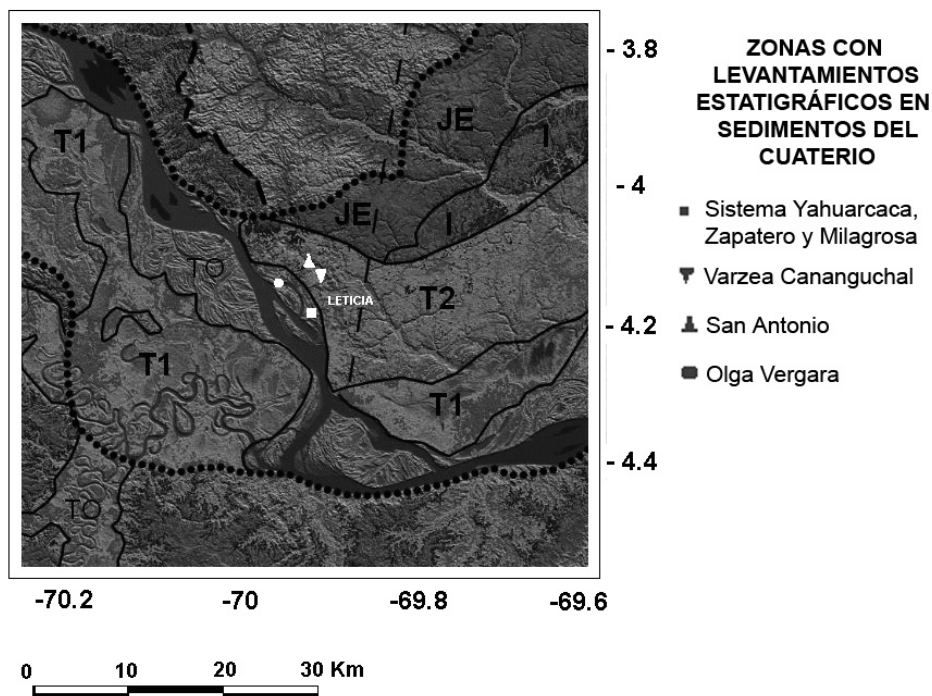 ZONAS CON
LEVANTAMIENTOS
ESTATIGRÁFICOS EN
SEDIMENTOS DEL
CUATERIO
Sistema Yahuarcaca,
Zapatero y Milagrosa
Varzea Cananguchal
San Antonio
Olga Vergara
T1
JE
I
JE
I
TO
LETICIA
T2
T1
T1
TO
- 3.8
- 4
- 4.2
- 4.4
-70.2
-70
-69.8
-69.6
0
10
20
30 Km